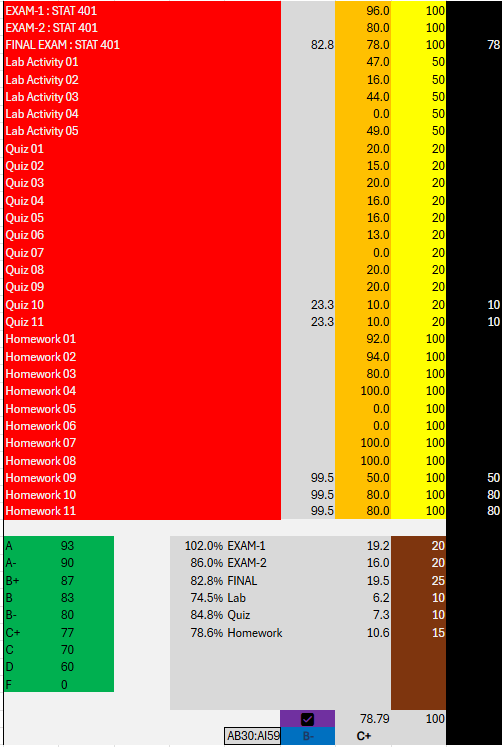 EXAM-1 : STAT 401 96.0 100
EXAM-2 : STAT 401 80.0 100
FINAL EXAM : STAT 401 82.8 78.0 100 78
Lab Activity 01 47.0 50
Lab Activity 02 16.0 50
Lab Activity 03 44.0 50
Lab Activity 04 0.0 50
Lab Activity 05 49.0 50
Quiz 01 20.0 20
Quiz 02 15.0 20
Quiz 03 20.0 20
Quiz 04 16.0 20
Quiz 05 16.0 20
Quiz 06 13.0 20
Quiz 07 0.0 20
Quiz 08 20.0 20
Quiz 09 20.0 20
Quiz 10 23.3 10.0 20 10
Quiz 11 23.3 10.0 20 10
Homework 01 92.0 100
Homework 02 94.0 100
Homework 03 80.0 100
Homework 04 100.0 100
Homework 05 0.0 100
Homework 06 0.0 100
Homework 07 100.0 100
Homework 08 100.0 100
Homework 09 99.5 50.0 100 50
Homework 10 99.5 80.0 100 80
Homework 11 99.5 80.0 100 80
A 93 102.0% EXAM-1 19.2 20
A- 90 86.0% EXAM-2 16.0 20
B+ 87 82.8% FINAL 19.5 25
B 83 74.5% Lab 6.2 10
B- 80 84.8% Quiz 7.3 10
C+ 77 78.6% Homework 10.6 15
C 70
D 60
F 0
78.79 100
AB30:AI59 B- C+